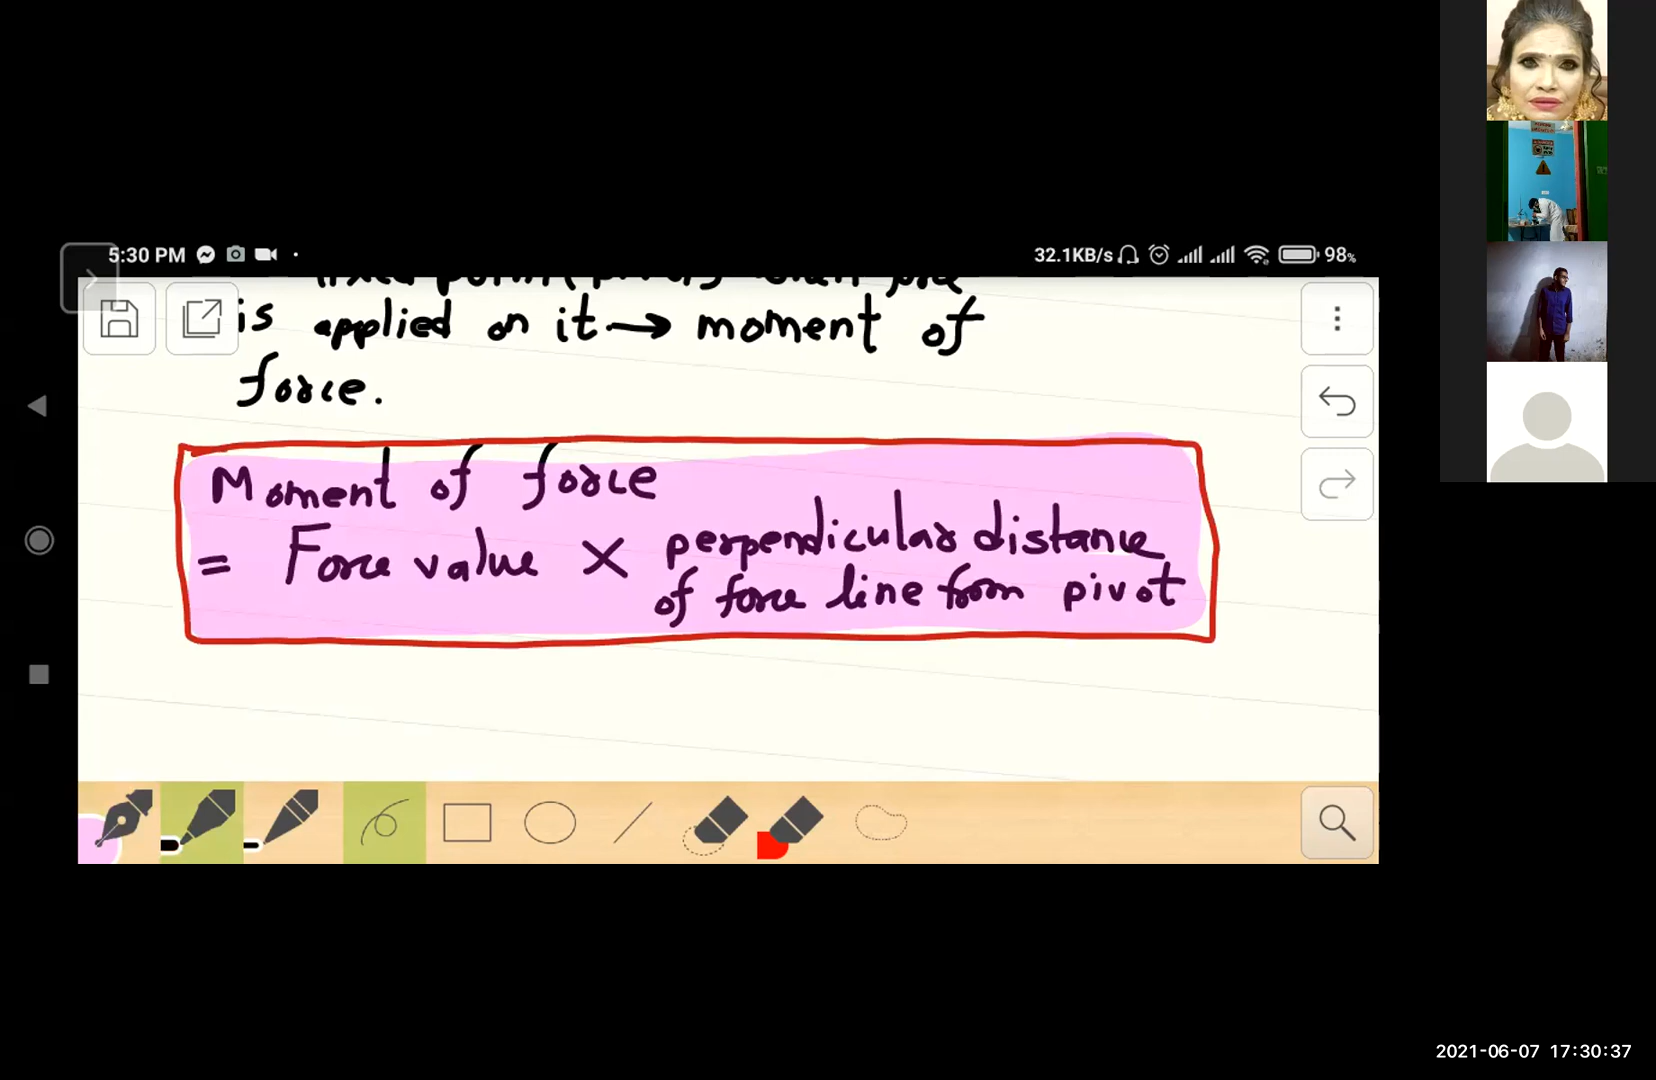 5:30 PM
32.1KB/s
98%
is applied on it → moment of
force.
Moment of force
= Force value × perpendicular distance
of force line from pivot
2021-06-07 17:30:37